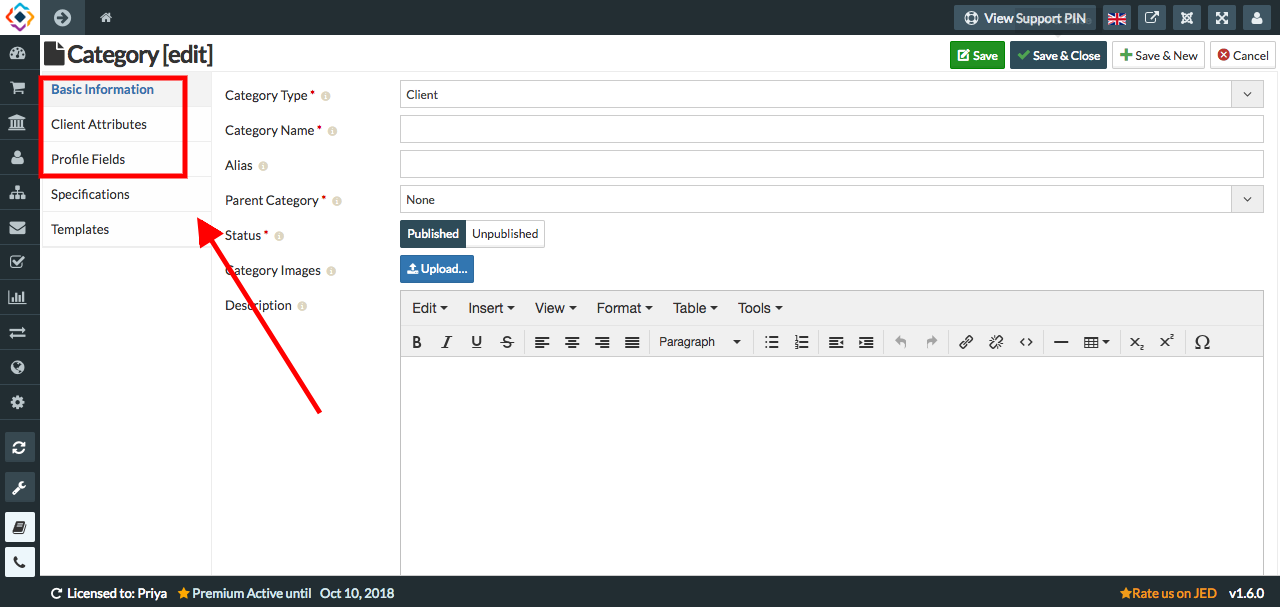 View Support PIN
Category [edit]
Save
Save & Close
Save & New
Cancel
Basic Information
Client Attributes
Profile Fields
Specifications
Templates
Category Type *
Client
Category Name *
Alias
Parent Category *
None
Status *
Published
Unpublished
Category Images
Upload...
Description
Edit Insert View Format Table Tools
B I U S Paragraph X₂ X² Ω
Licensed to: Priya Premium Active until Oct 10, 2018
Rate us on JED v1.6.0